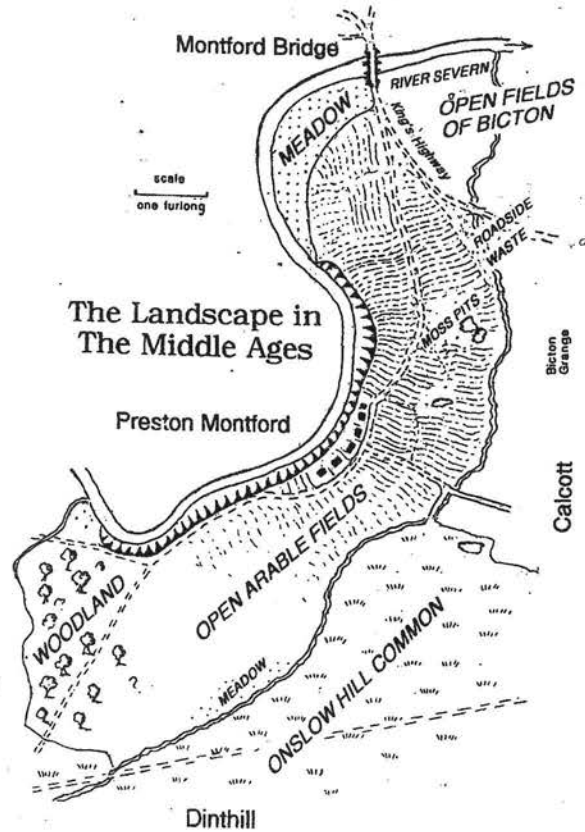 Montford Bridge
RIVER SEVERN
OPEN FIELDS
OF BICTON
MEADOW
King's Highway
scale
one furlong
ROADSIDE
WASTE
The Landscape in
The Middle Ages
MOSS PITS
Bicton
Grange
Preston Montford
Calcott
OPEN ARABLE FIELDS
WOODLAND
?
MEADOW
ONSLOW HILL COMMON
Dinthill